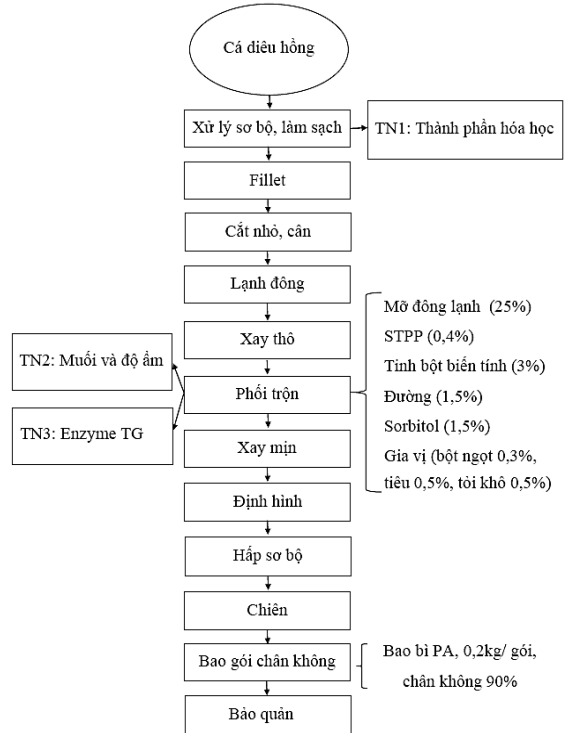 Cá diêu hồng
Xử lý sơ bộ, làm sạch
TN1: Thành phần hóa học
Fillet
Cắt nhỏ, cân
Lạnh đông
Xay thô
TN2: Muối và độ ẩm
Phối trộn
TN3: Enzyme TG
Mỡ đông lạnh (25%)
STPP (0,4%)
Tinh bột biến tính (3%)
Đường (1,5%)
Sorbitol (1,5%)
Gia vị (bột ngọt 0,3%,
tiêu 0,5%, tỏi khô 0,5%)
Xay mịn
Định hình
Hấp sơ bộ
Chiên
Bao gói chân không
Bao bì PA, 0,2kg/ gói,
chân không 90%
Bảo quản